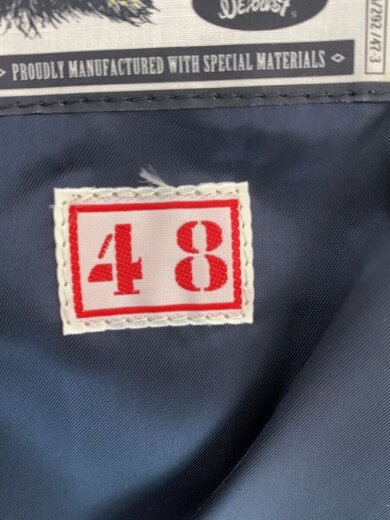 PROUDLY MANUFACTURED WITH SPECIAL MATERIALS
48